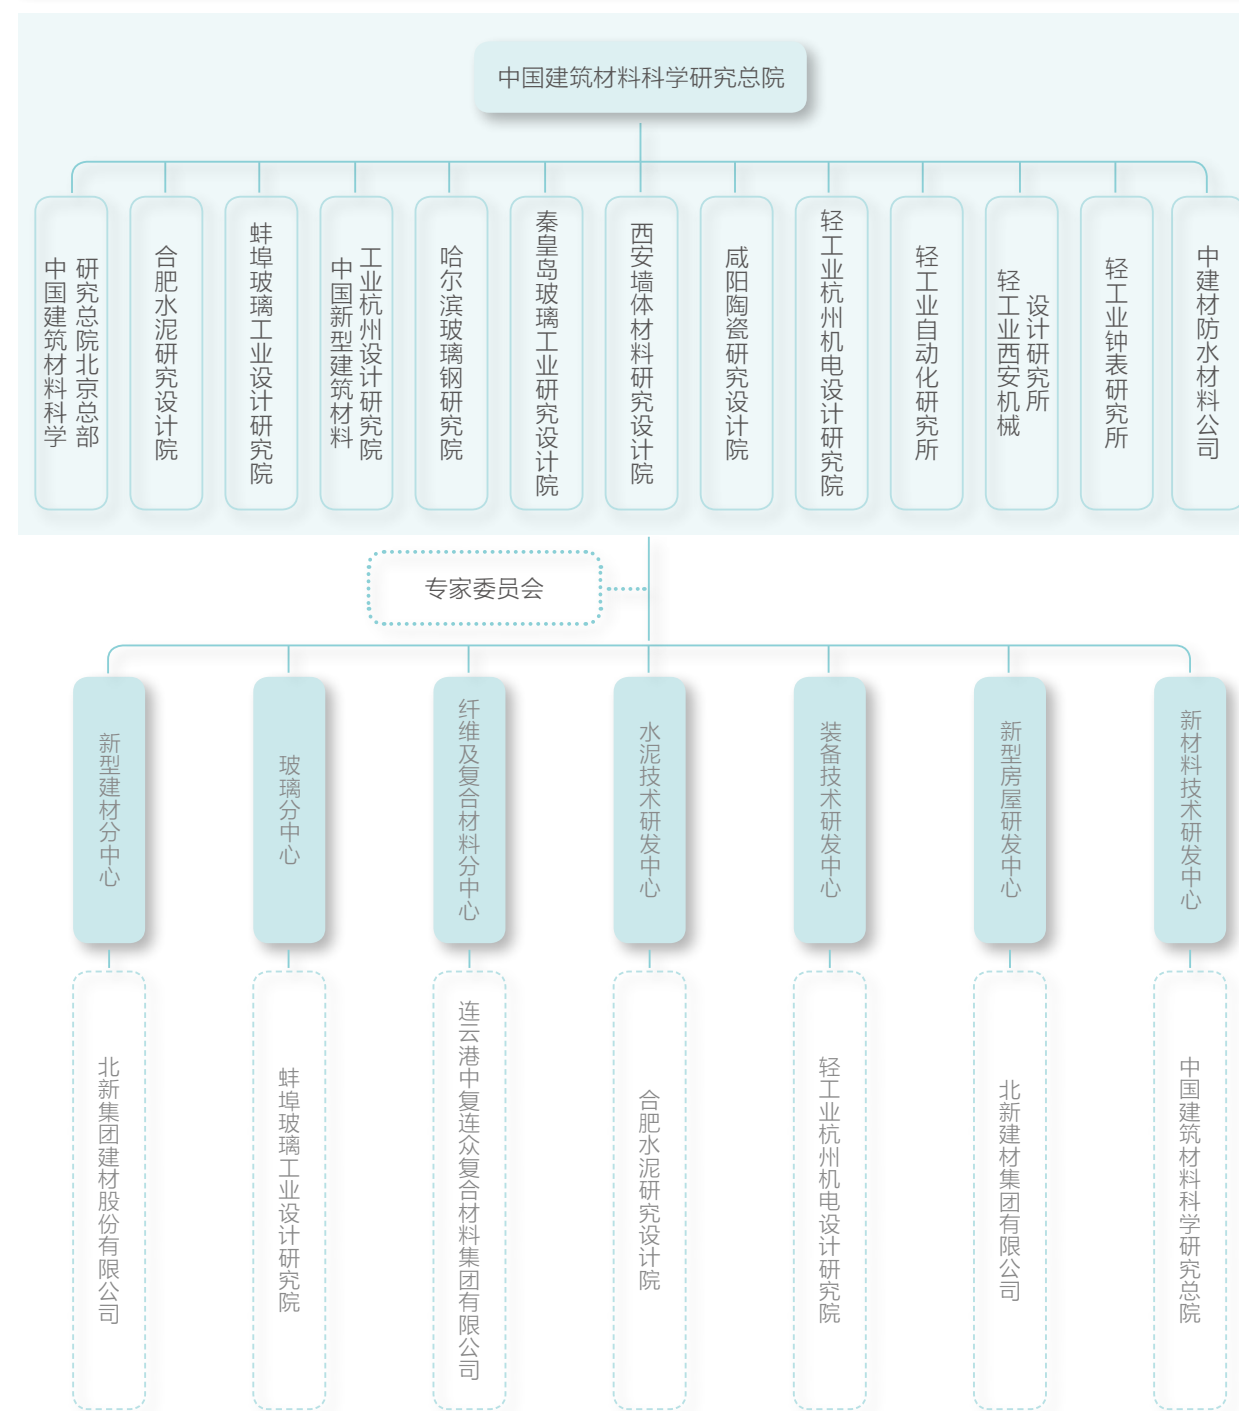 中国建筑材料科学研究总院
中国建筑材料科学
研究总院北京总部
合肥水泥研究设计院
蚌埠玻璃工业设计研究院
中国新型建筑材料
工业杭州设计研究院
哈尔滨玻璃钢研究院
秦皇岛玻璃工业研究设计院
西安墙体材料研究设计院
咸阳陶瓷研究设计院
轻工业杭州机电设计研究院
轻工业自动化研究所
轻工业西安机械
设计研究所
轻工业钟表研究所
中建材防水材料公司
专家委员会
新型建材分中心
玻璃分中心
纤维及复合材料分中心
水泥技术研发中心
装备技术研发中心
新型房屋研发中心
新材料技术研发中心
北新集团建材股份有限公司
蚌埠玻璃工业设计研究院
连云港中复连众复合材料集团有限公司
合肥水泥研究设计院
轻工业杭州机电设计研究院
北新建材集团有限公司
中国建筑材料科学研究总院